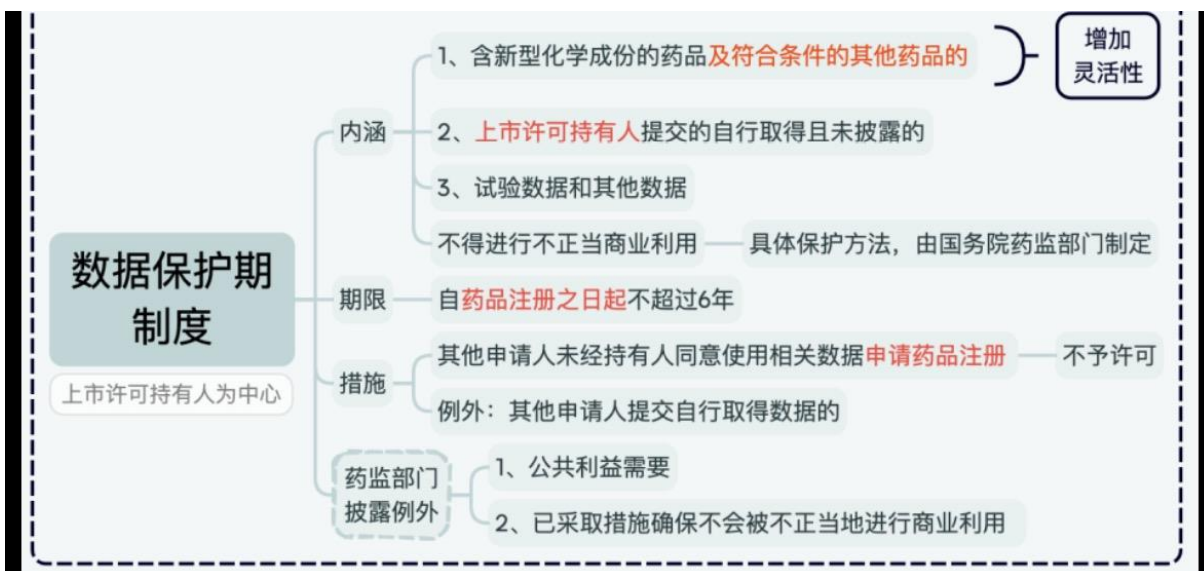 1、含新型化学成份的药品及符合条件的其他药品的
增加
灵活性
内涵
2、上市许可持有人提交的自行取得且未披露的
3、试验数据和其他数据
不得进行不正当商业利用
具体保护方法，由国务院药监部门制定
数据保护期
制度
上市许可持有人为中心
期限
自药品注册之日起不超过6年
措施
其他申请人未经持有人同意使用相关数据申请药品注册
不予许可
例外：其他申请人提交自行取得数据的
药监部门
披露例外
1、公共利益需要
2、已采取措施确保不会被不正当地进行商业利用